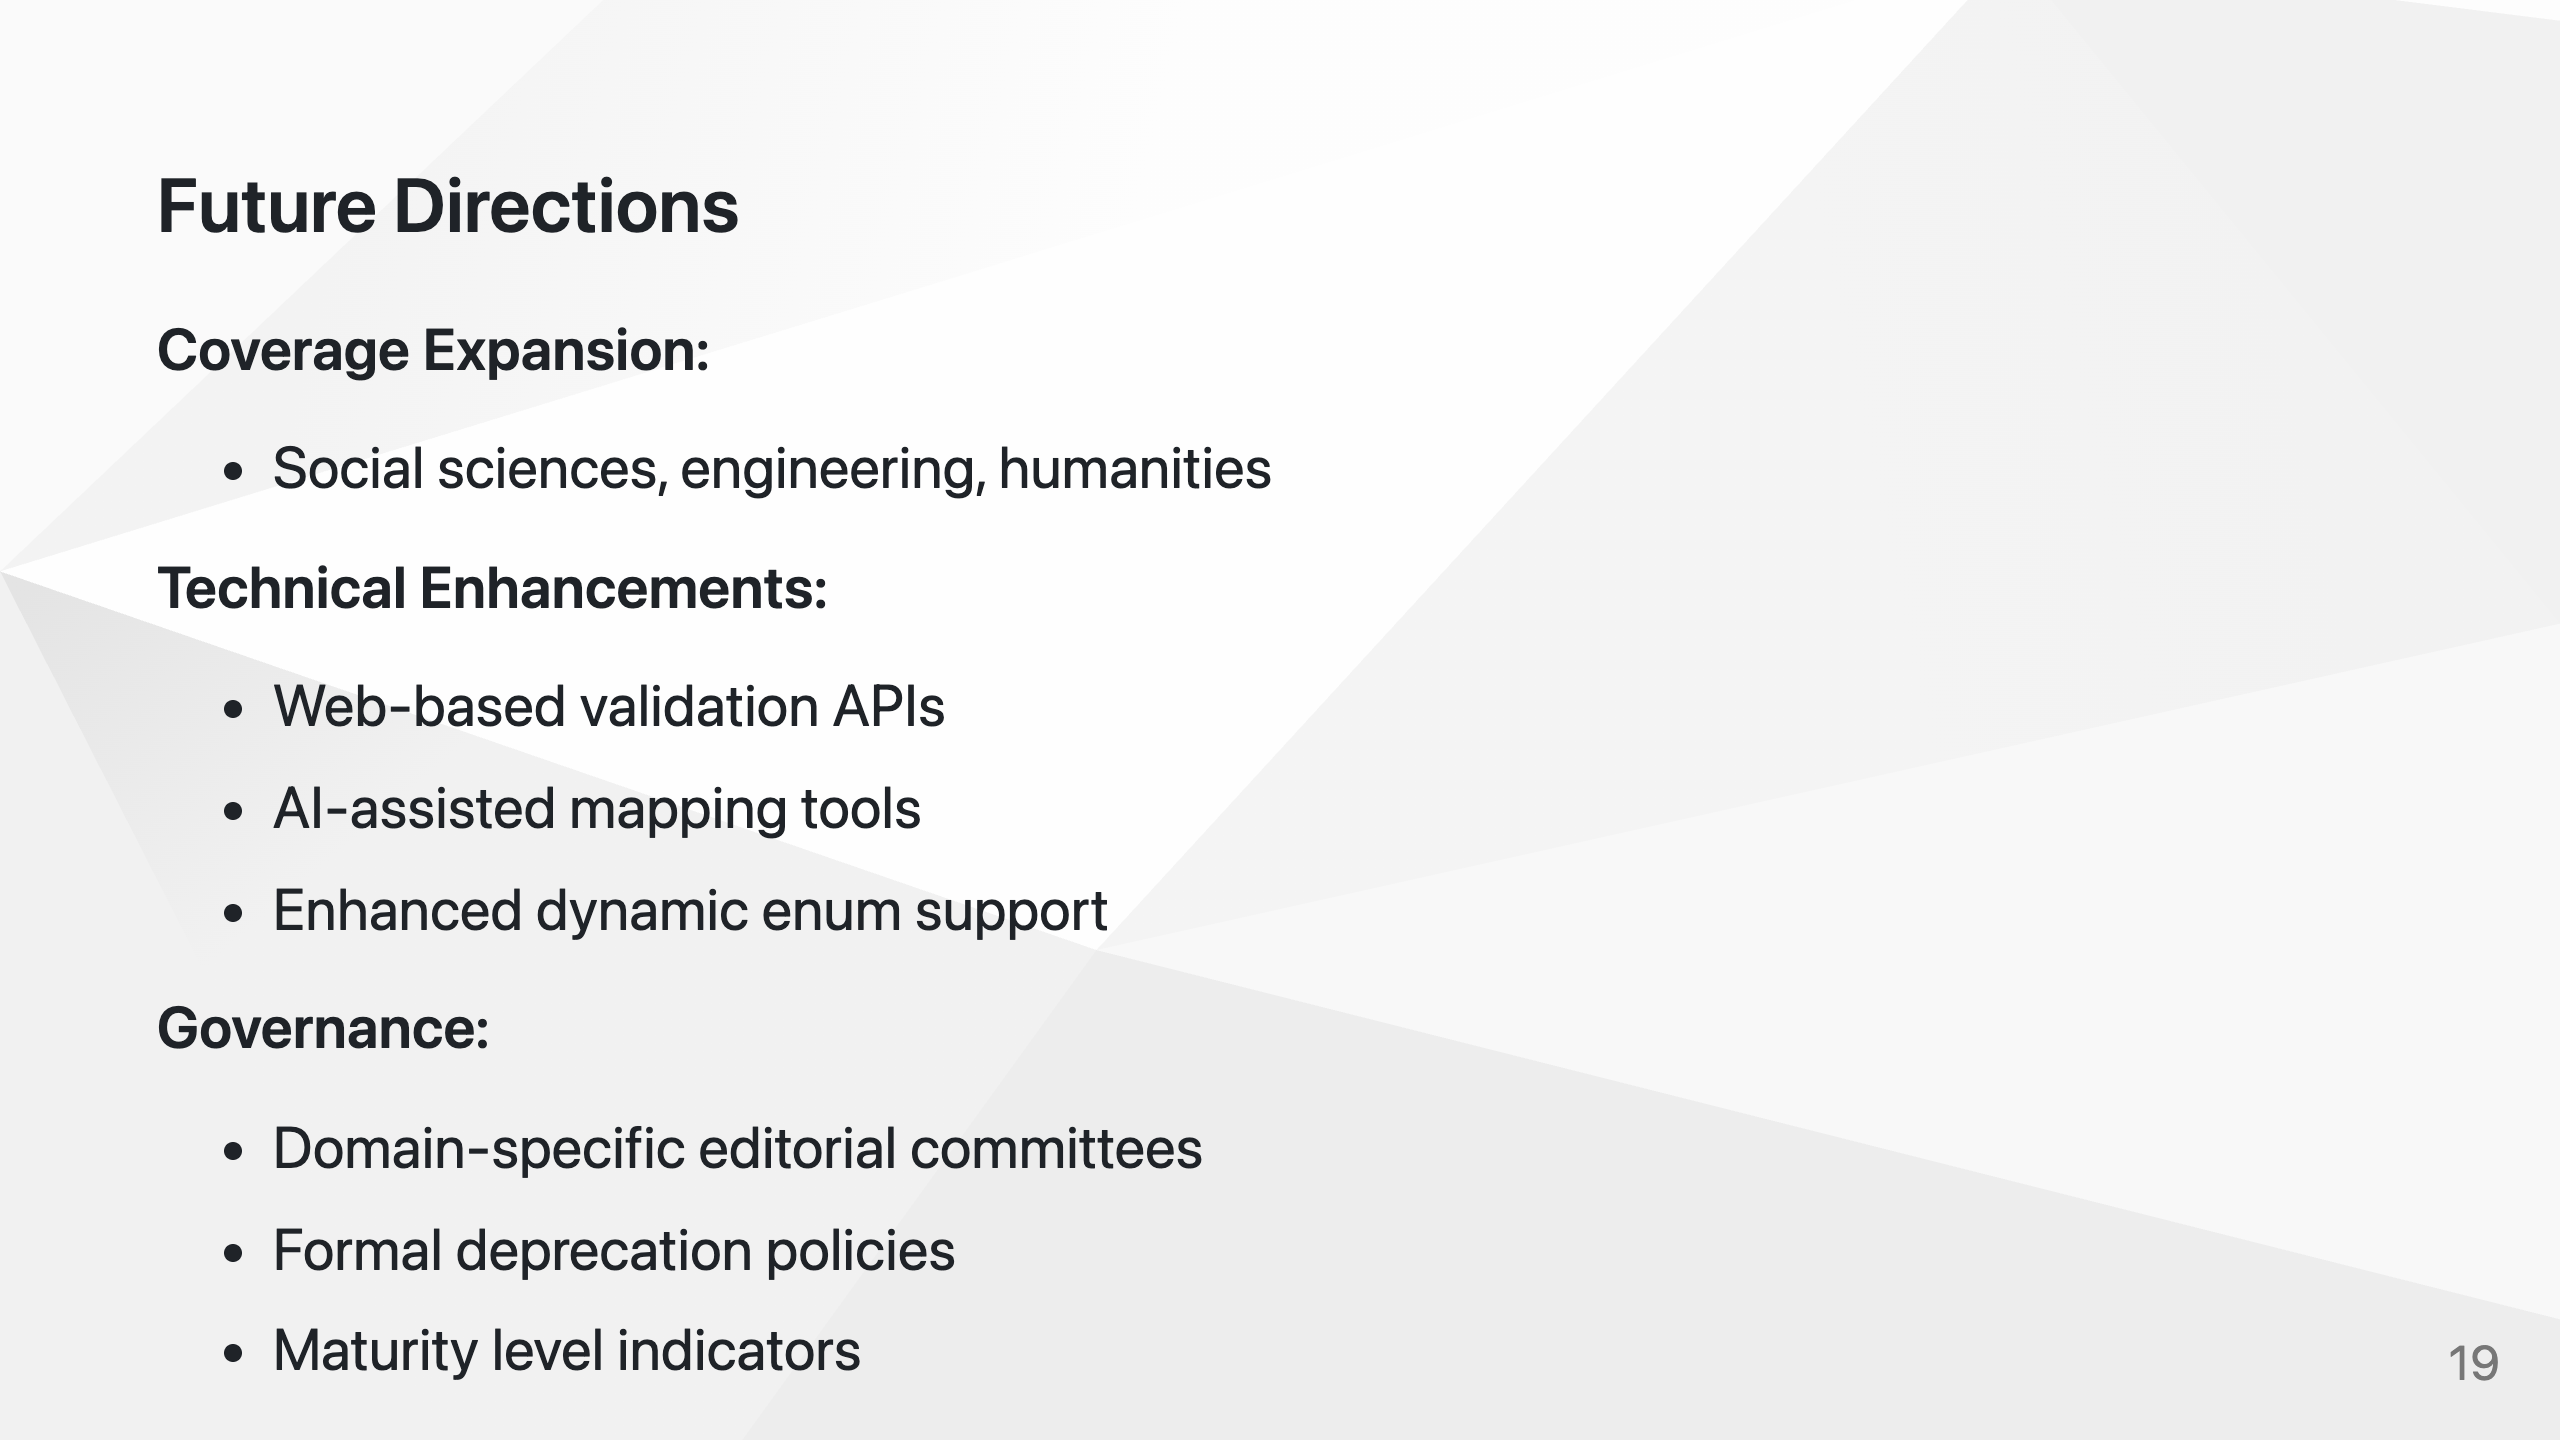 Future Directions
Coverage Expansion:
• Social sciences, engineering, humanities
Technical Enhancements:
• Web-based validation APIs
• AI-assisted mapping tools
• Enhanced dynamic enum support
Governance:
• Domain-specific editorial committees
• Formal deprecation policies
• Maturity level indicators
19